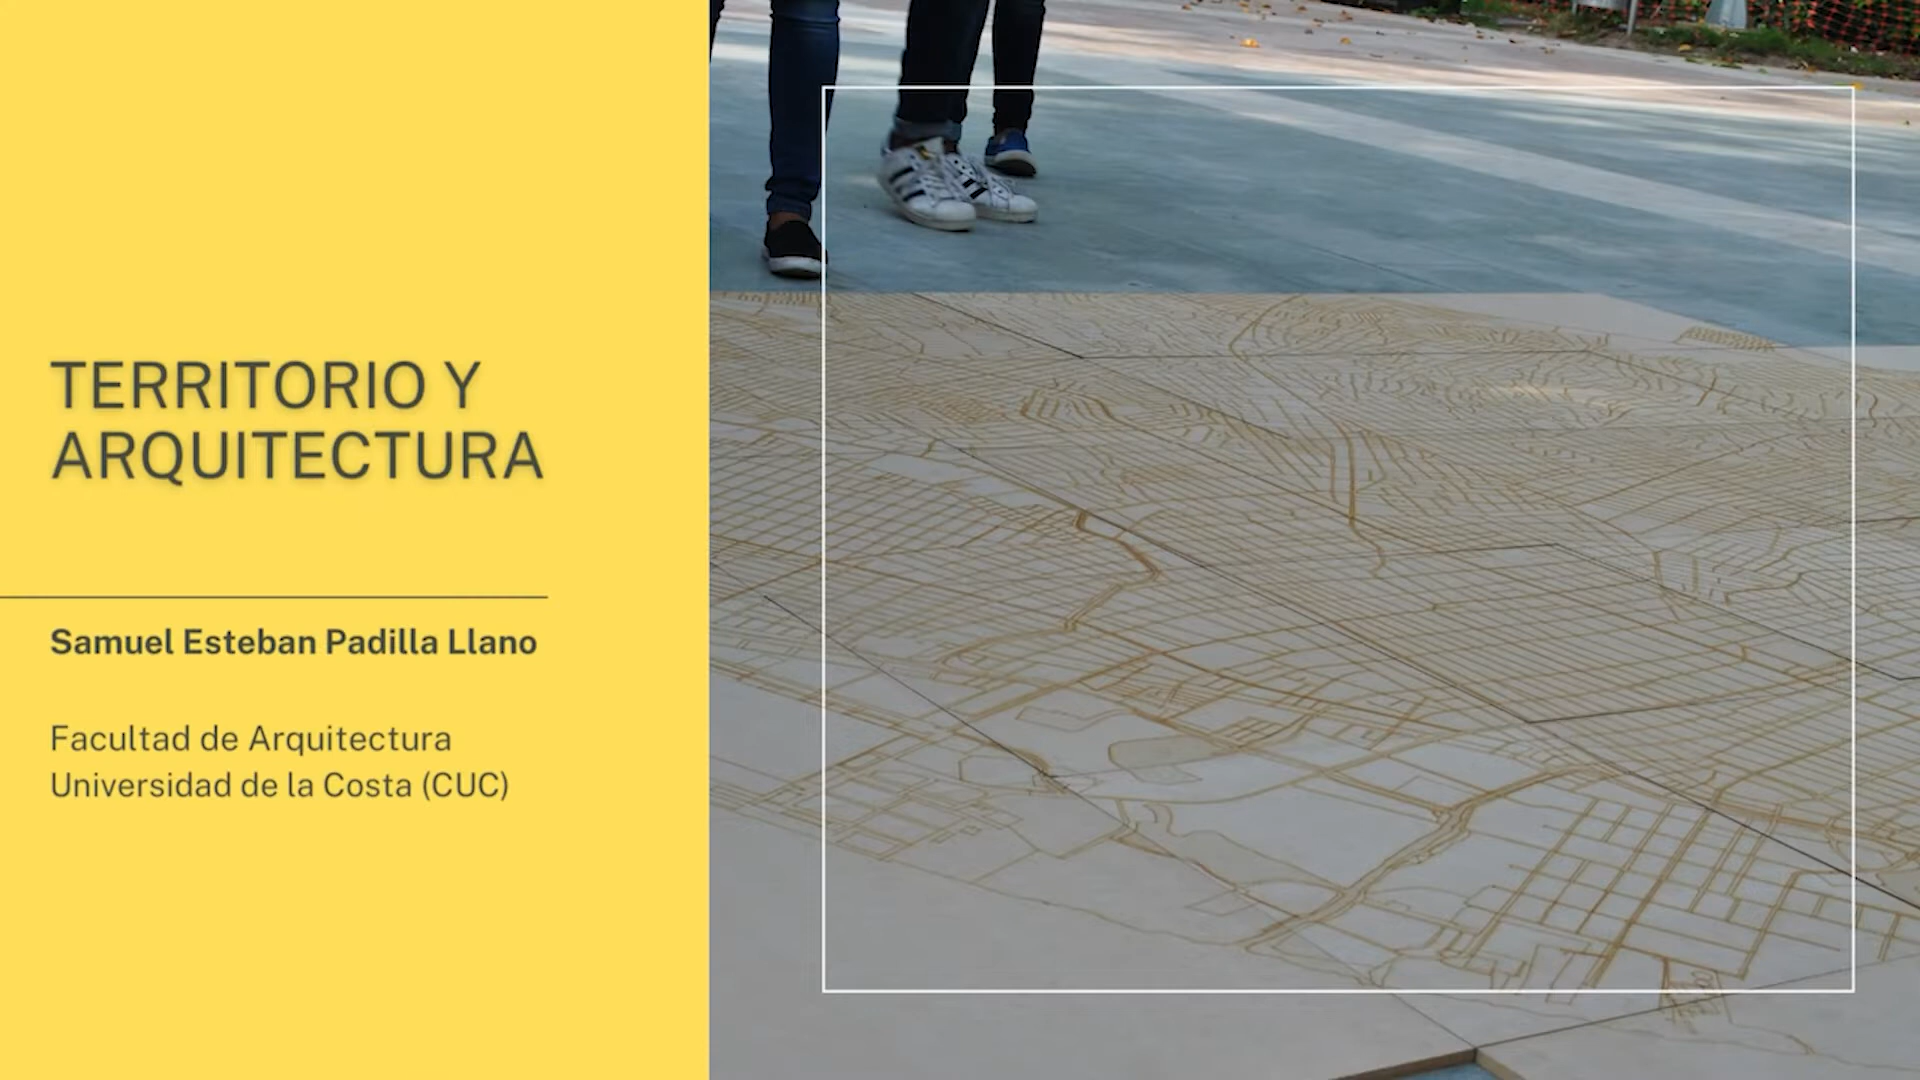 TERRITORIO Y
ARQUITECTURA
Samuel Esteban Padilla Llano
Facultad de Arquitectura
Universidad de la Costa (CUC)